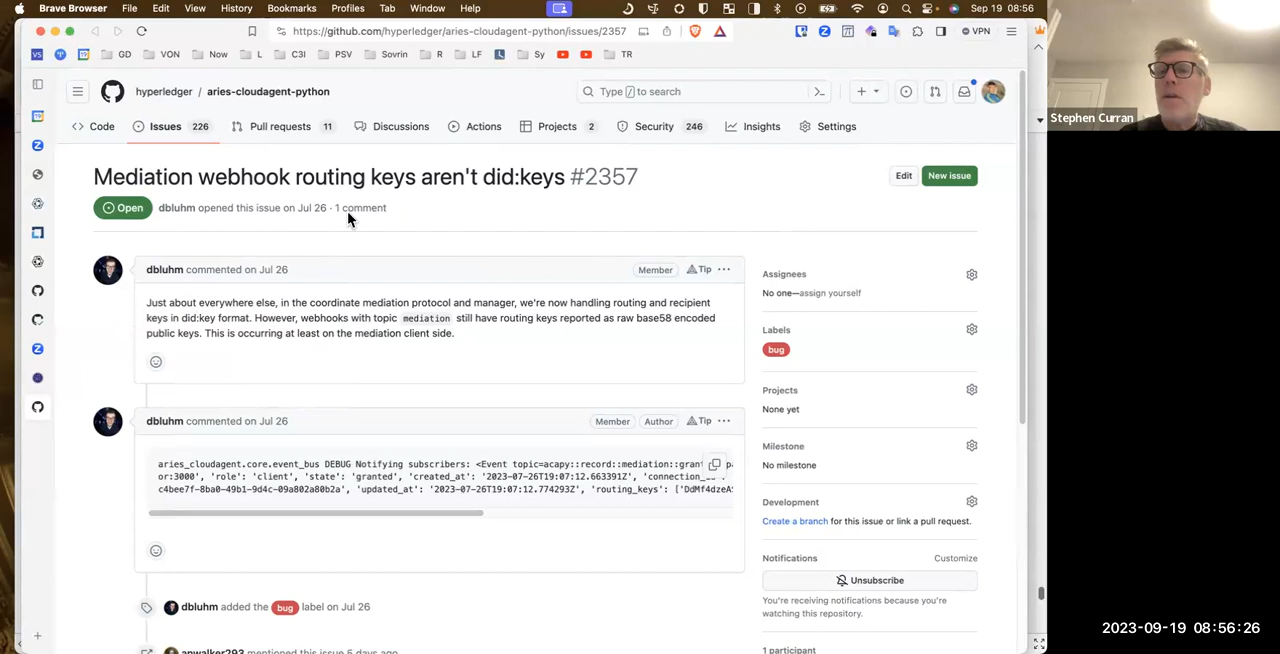 Brave Browser File Edit View History Bookmarks Profiles Tab Window Help Sep 19 08:56
https://github.com/hyperledger/aries-cloudagent-python/issues/2357 VPN
VS GD VON Now L C3I PSV Sovrin R LF Sy TR
hyperledger / aries-cloudagent-python Type / to search
Code Issues 226 Pull requests 11 Discussions Actions Projects 2 Security 246 Insights Settings
Stephen Curran
Mediation webhook routing keys aren't did:keys #2357
Edit New issue
Open dbluhm opened this issue on Jul 26 · 1 comment
dbluhm commented on Jul 26 Member Tip ...
Just about everywhere else, in the coordinate mediation protocol and manager, we're now handling routing and recipient
keys in did:key format. However, webhooks with topic mediation still have routing keys reported as raw base58 encoded
public keys. This is occurring at least on the mediation client side.
dbluhm commented on Jul 26 Member Author Tip ...
aries_cloudagent.core.event_bus DEBUG Notifying subscribers: <Event topic=acapy::record::mediation::gran
or:3000', 'role': 'client', 'state': 'granted', 'created_at': '2023-07-26T19:07:12.663391Z', 'connection_
c4bee7f-8ba0-49b1-9d4c-09a802a80b2a', 'updated_at': '2023-07-26T19:07:12.774293Z', 'routing_keys': ['DdMf4dzeA
dbluhm added the bug label on Jul 26
anwalker293 mentioned this issue 5 days ago
Assignees
No one—assign yourself
Labels
bug
Projects
None yet
Milestone
No milestone
Development
Create a branch for this issue or link a pull request.
Notifications Customize
Unsubscribe
You're receiving notifications because you're
watching this repository.
1 participant
2023-09-19 08:56:26